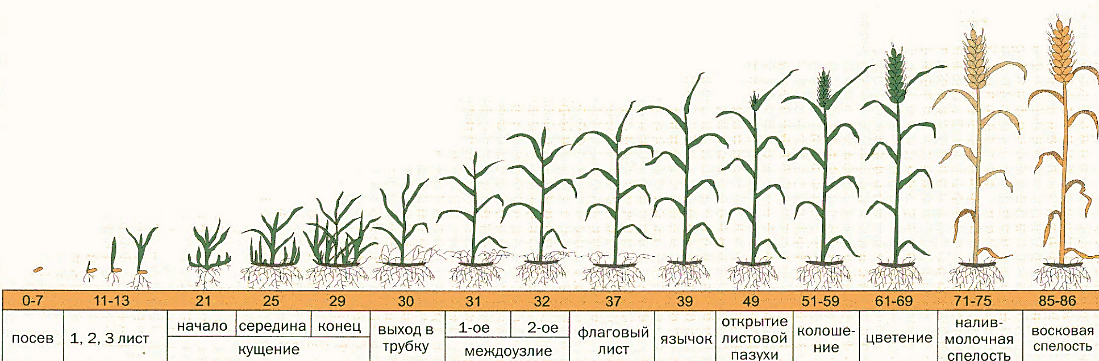 0-7 11-13 21 25 29 30 31 32 37 39 49 51-59 61-69 71-75 85-86
посев
1, 2, 3 лист
начало середина конец
кущение
выход в
трубку
1-ое 2-ое
междоузлие
флаговый
лист
язычок
открытие
листовой
пазухи
колоше-
ние
цветение
налив-
молочная
спелость
восковая
спелость